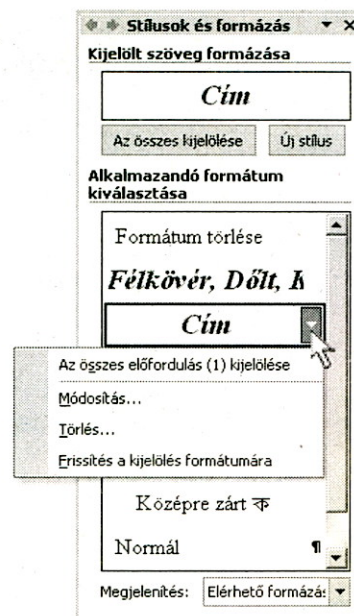 Stílusok és formázás
Kijelölt szöveg formázása
Cím
Az összes kijelölése
Új stílus
Alkalmazandó formátum
kiválasztása
Formátum törlése
Félkövér, Dőlt, K
Cím
Az összes előfordulás (1) kijelölése
Módosítás...
Törlés...
Frissítés a kijelölés formátumára
Középre zárt क
Normál ¶
Megjelenítés: Elérhető formázás